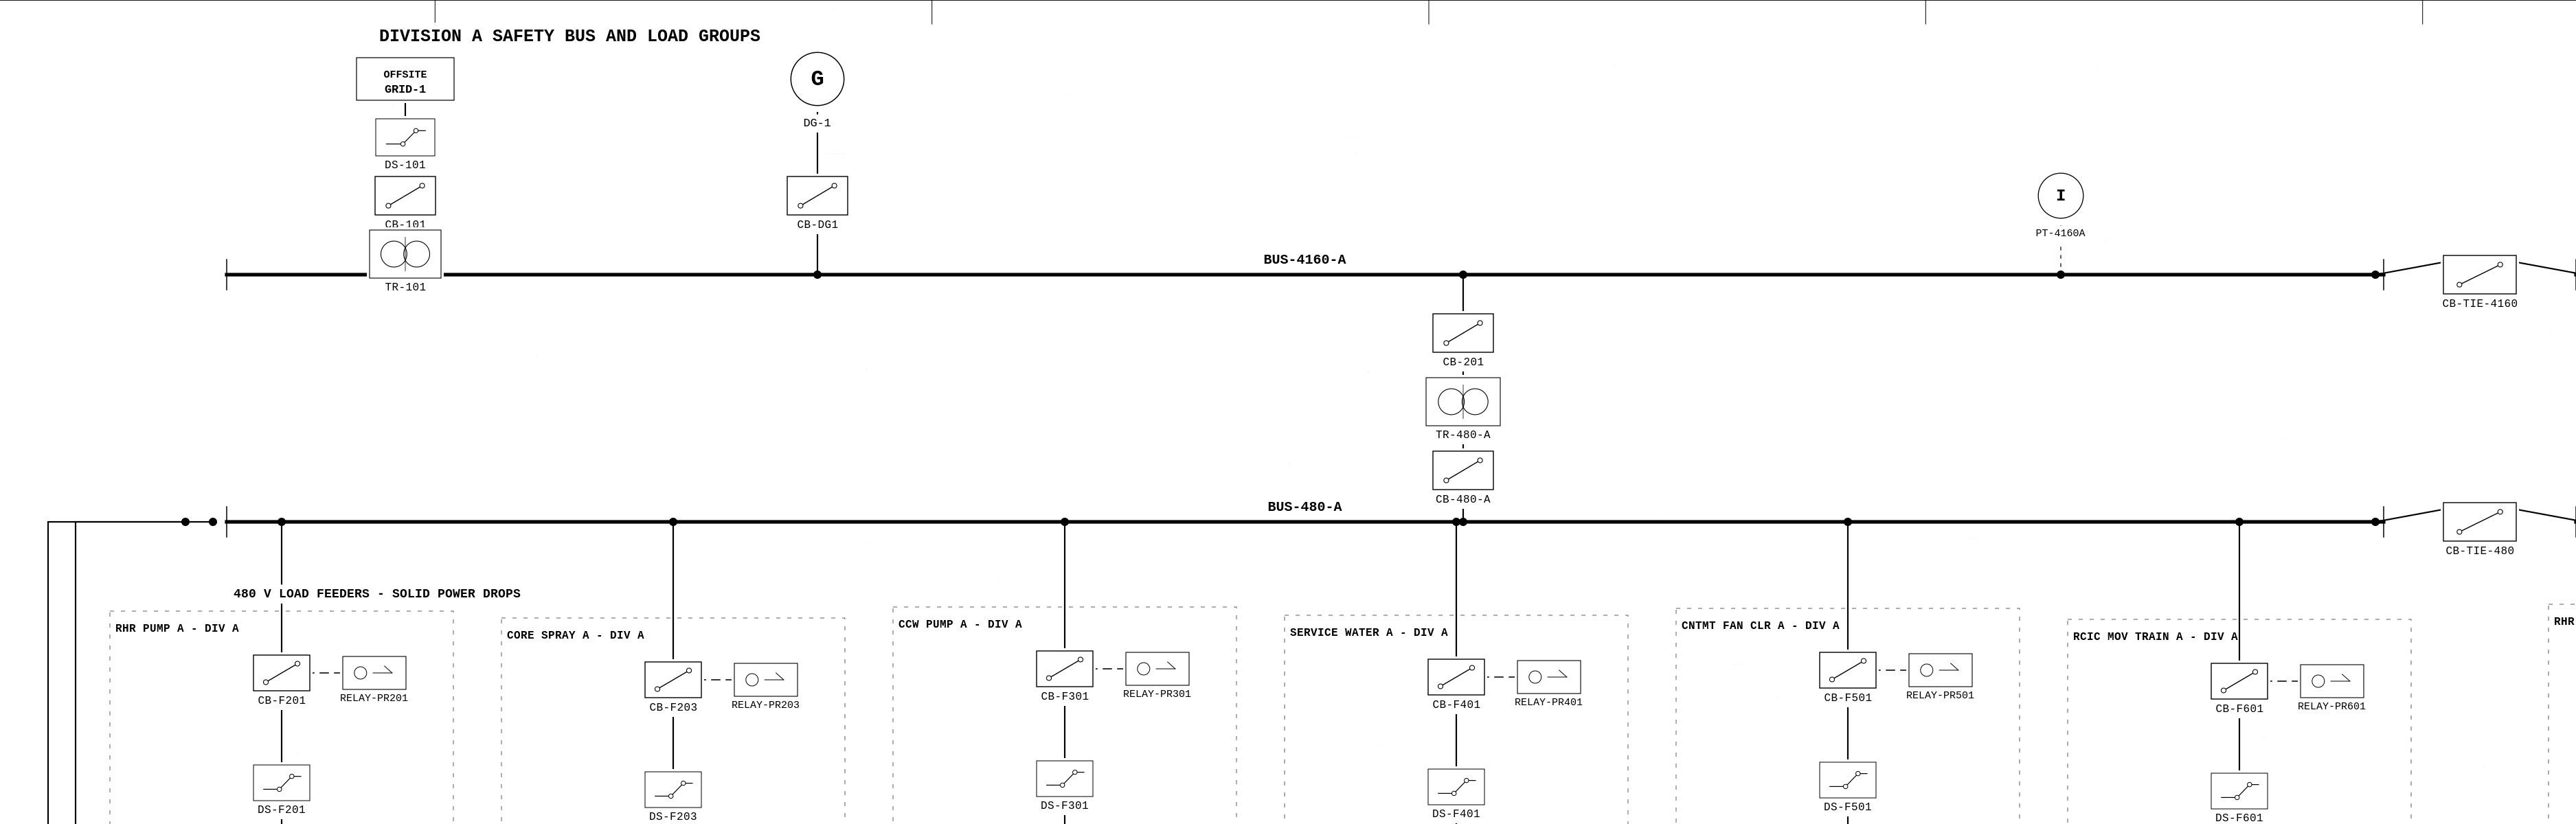 DIVISION A SAFETY BUS AND LOAD GROUPS
OFFSITE
GRID-1
G
DG-1
DS-101
CB-101
CB-DG1
I
PT-4160A
BUS-4160-A
TR-101
CB-TIE-4160
CB-201
TR-480-A
CB-480-A
BUS-480-A
CB-TIE-480
480 V LOAD FEEDERS - SOLID POWER DROPS
RHR PUMP A - DIV A
CORE SPRAY A - DIV A
CCW PUMP A - DIV A
SERVICE WATER A - DIV A
CNTMT FAN CLR A - DIV A
RCIC MOV TRAIN A - DIV A
RHR
CB-F201
RELAY-PR201
CB-F203
RELAY-PR203
CB-F301
RELAY-PR301
CB-F401
RELAY-PR401
CB-F501
RELAY-PR501
CB-F601
RELAY-PR601
DS-F201
DS-F203
DS-F301
DS-F401
DS-F501
DS-F601